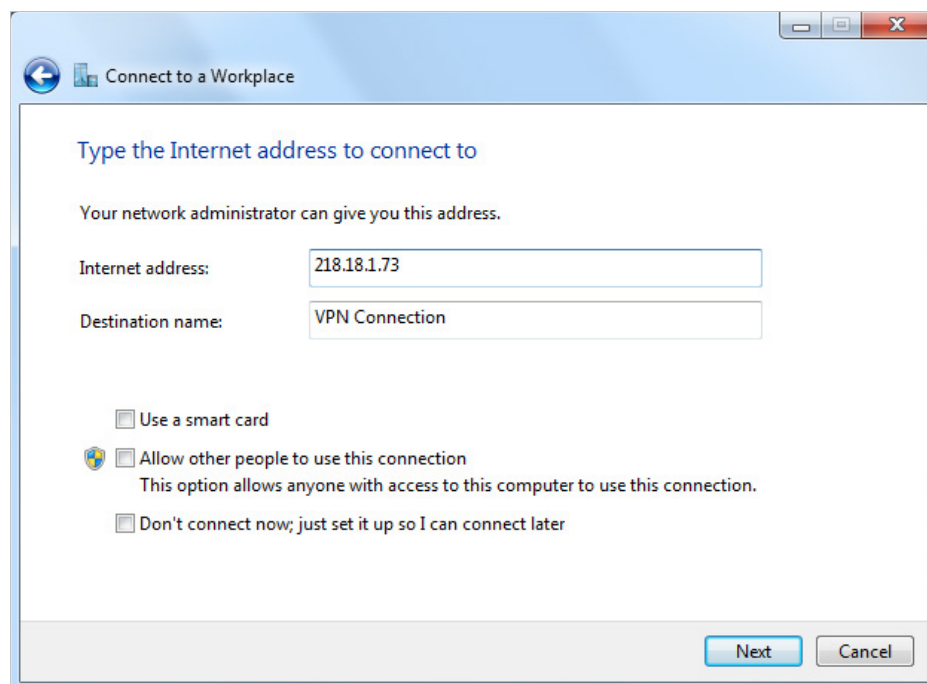 Connect to a Workplace
Type the Internet address to connect to
Your network administrator can give you this address.
Internet address: 218.18.1.73
Destination name: VPN Connection
Use a smart card
Allow other people to use this connection
This option allows anyone with access to this computer to use this connection.
Don't connect now; just set it up so I can connect later
Next Cancel